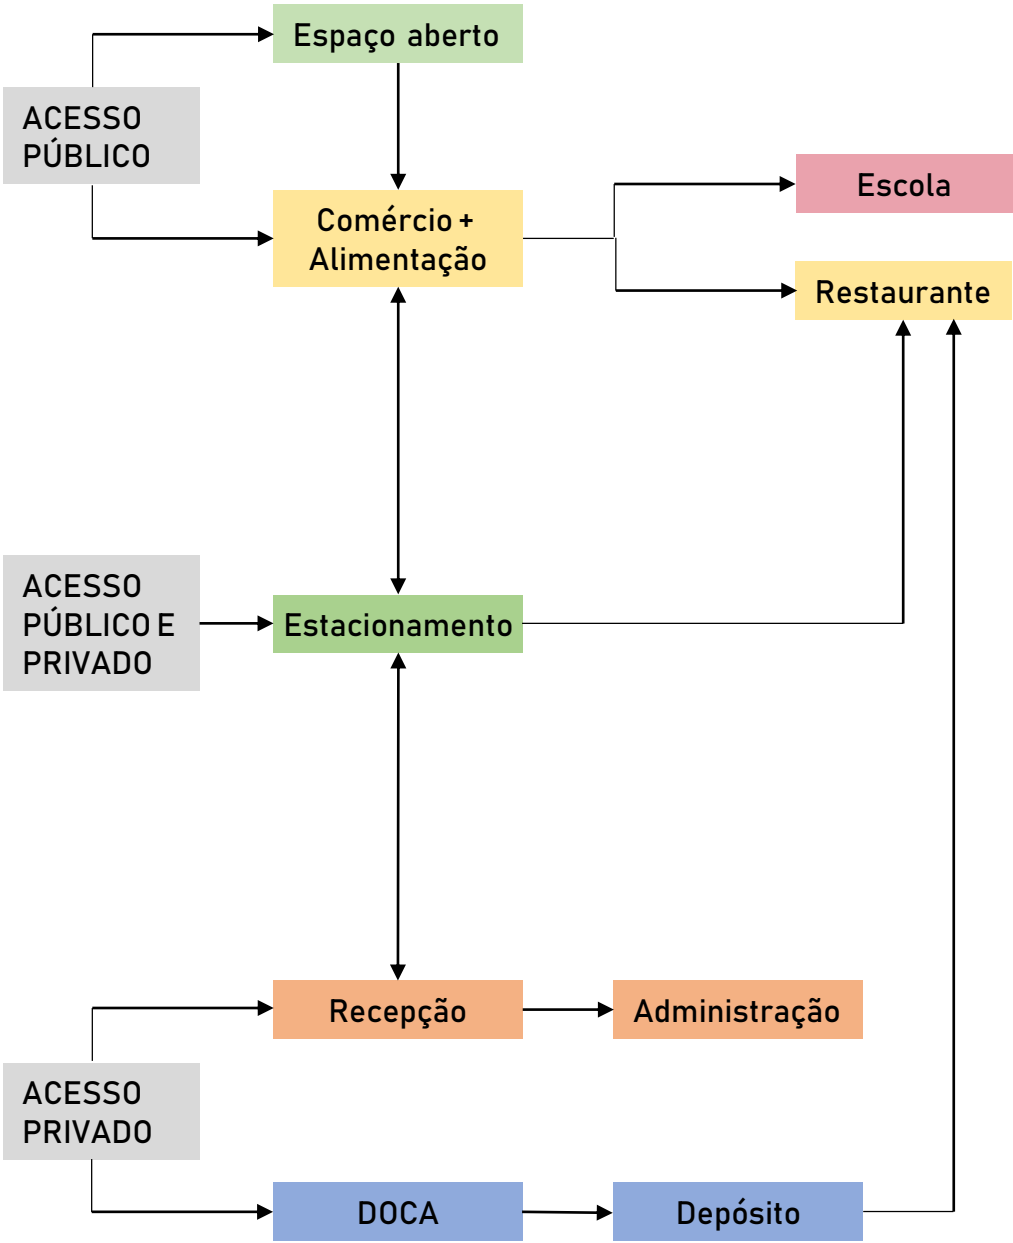 Espaço aberto
ACESSO
PÚBLICO
Comércio +
Alimentação
Escola
Restaurante
ACESSO
PÚBLICO E
PRIVADO
Estacionamento
Recepção
Administração
ACESSO
PRIVADO
DOCA
Depósito